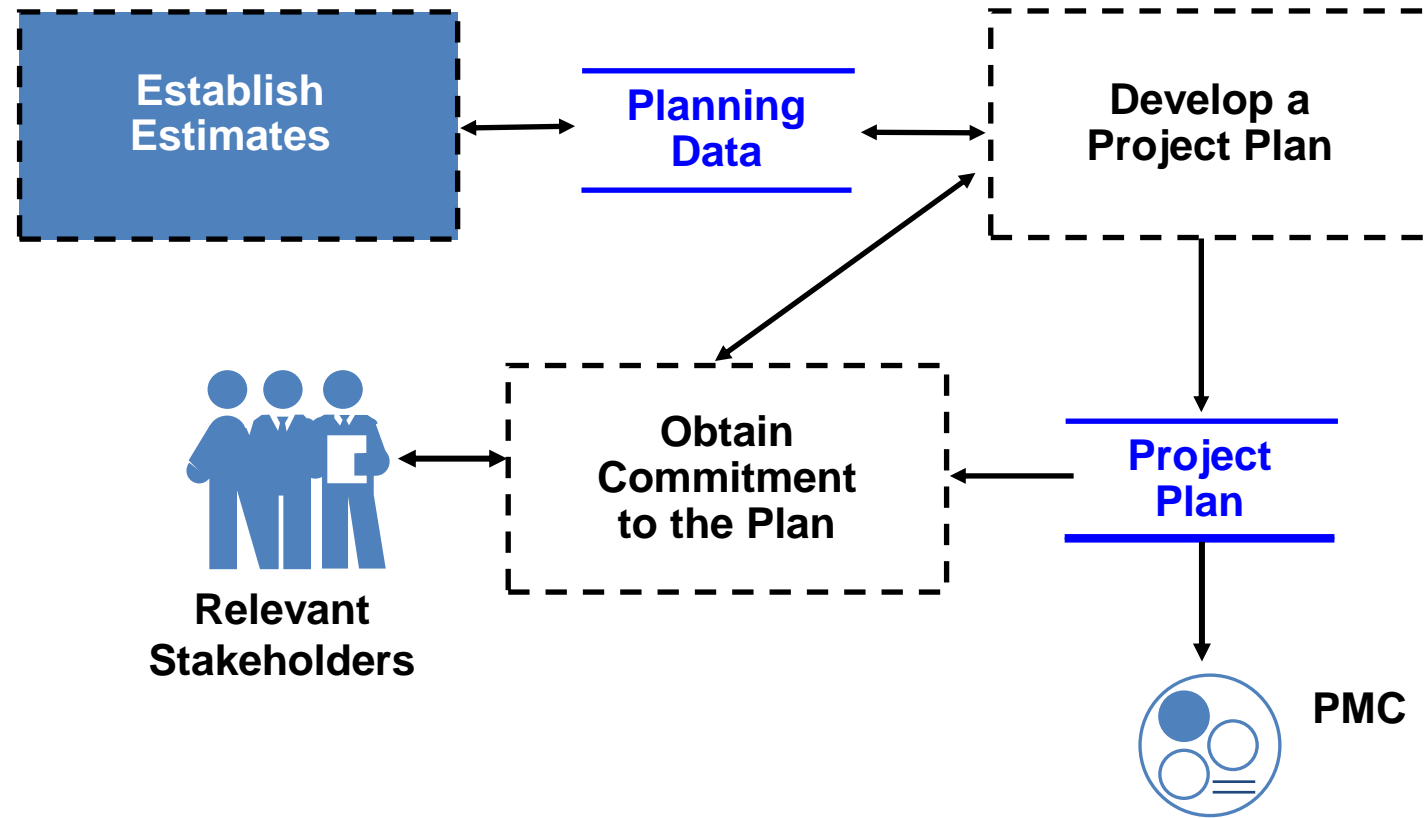 Establish
Estimates
Planning
Data
Develop a
Project Plan
Obtain
Commitment
to the Plan
Project
Plan
Relevant
Stakeholders
PMC